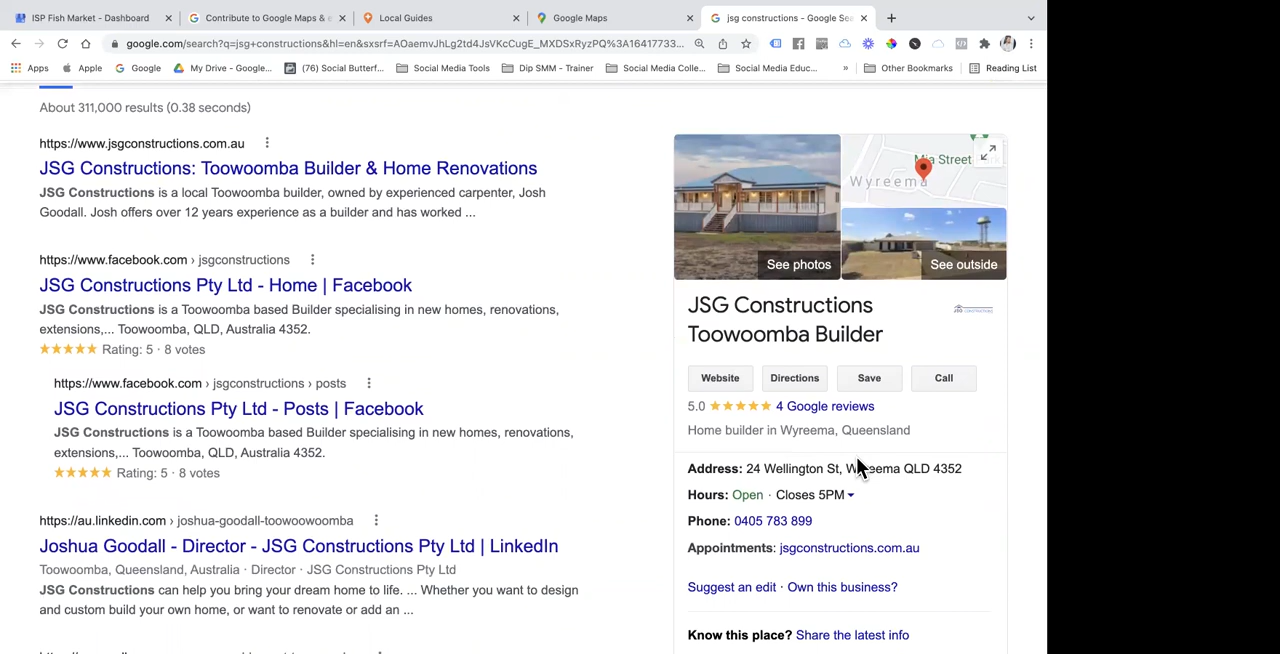 ISP Fish Market - Dashboard
Contribute to Google Maps & e
Local Guides
Google Maps
jsg constructions - Google Sea
google.com/search?q=jsg+constructions&hl=en&sxsrf=AOaemvJhLg2td4JsVKcCugE_MXDSxRyzPQ%3A16417733...
Apps
Apple
Google
My Drive - Google...
(76) Social Butterf...
Social Media Tools
Dip SMM - Trainer
Social Media Colle...
Social Media Educ...
»
Other Bookmarks
Reading List
About 311,000 results (0.38 seconds)
https://www.jsgconstructions.com.au
JSG Constructions: Toowoomba Builder & Home Renovations
JSG Constructions is a local Toowoomba builder, owned by experienced carpenter, Josh
Goodall. Josh offers over 12 years experience as a builder and has worked ...
https://www.facebook.com › jsgconstructions
JSG Constructions Pty Ltd - Home | Facebook
JSG Constructions is a Toowoomba based Builder specialising in new homes, renovations,
extensions,... Toowoomba, QLD, Australia 4352.
Rating: 5 · 8 votes
https://www.facebook.com › jsgconstructions › posts
JSG Constructions Pty Ltd - Posts | Facebook
JSG Constructions is a Toowoomba based Builder specialising in new homes, renovations,
extensions,... Toowoomba, QLD, Australia 4352.
Rating: 5 · 8 votes
https://au.linkedin.com › joshua-goodall-toowoowoomba
Joshua Goodall - Director - JSG Constructions Pty Ltd | LinkedIn
Toowoomba, Queensland, Australia · Director · JSG Constructions Pty Ltd
JSG Constructions can help you bring your dream home to life. ... Whether you want to design
and custom build your own home, or want to renovate or add an ...
Mia Street
Wyreema
See photos
See outside
JSG Constructions
Toowoomba Builder
JSG CONSTRUCTIONS
Website
Directions
Save
Call
5.0
4 Google reviews
Home builder in Wyreema, Queensland
Address: 24 Wellington St, Wyreema QLD 4352
Hours: Open · Closes 5PM
Phone: 0405 783 899
Appointments: jsgconstructions.com.au
Suggest an edit · Own this business?
Know this place? Share the latest info